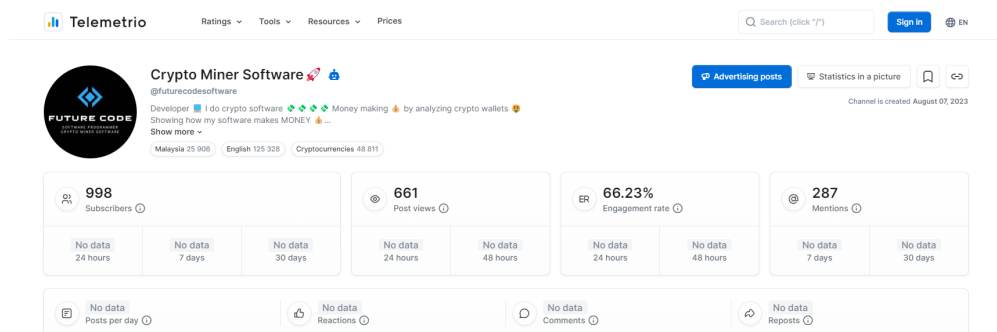 Telemetrio
Ratings Tools Resources Prices
Search (click "/")
Sign in
EN
Crypto Miner Software🚀 🤖
@futurecodesoftware
Developer 📘 I do crypto software 💸💸💸💸 Money making 💰 by analyzing crypto wallets 🤑
Showing how my software makes MONEY 💰...
Show more
Malaysia 25 906 English 125 328 Cryptocurrencies 48 811
Advertising posts
Statistics in a picture
Channel is created August 07, 2023
FUTURE CODE
SOFTWARE PROGRAMMER
CRYPTO MINER SOFTWARE
998
Subscribers
No data
24 hours
No data
7 days
No data
30 days
661
Post views
No data
24 hours
No data
48 hours
ER
66.23%
Engagement rate
No data
24 hours
No data
48 hours
287
Mentions
No data
7 days
No data
30 days
No data
Posts per day
No data
Reactions
No data
Comments
No data
Reposts